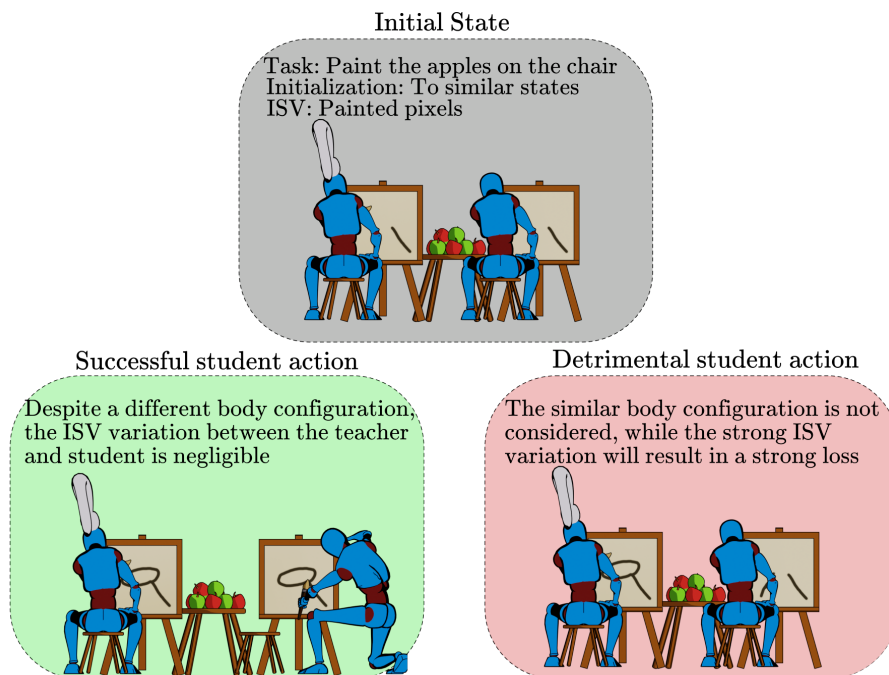 Initial State
Task: Paint the apples on the chair
Initialization: To similar states
ISV: Painted pixels
Successful student action
Despite a different body configuration,
the ISV variation between the teacher
and student is negligible
Detrimental student action
The similar body configuration is not
considered, while the strong ISV
variation will result in a strong loss